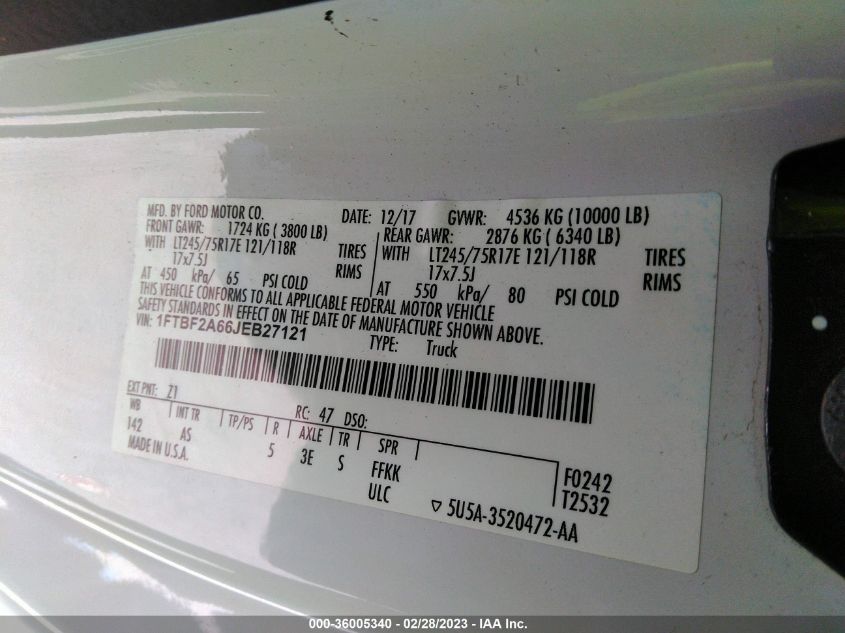 MFD. BY FORD MOTOR CO. DATE: 12/17 GVWR: 4536 KG (10000 LB)
FRONT GAWR: 1724 KG ( 3800 LB) REAR GAWR: 2876 KG ( 6340 LB)
WITH LT245/75R17E 121/118R TIRES WITH LT245/75R17E 121/118R TIRES
17x7.5J RIMS 17x7.5J RIMS
AT 450 kPa/ 65 PSI COLD AT 550 kPa/ 80 PSI COLD
THIS VEHICLE CONFORMS TO ALL APPLICABLE FEDERAL MOTOR VEHICLE
SAFETY STANDARDS IN EFFECT ON THE DATE OF MANUFACTURE SHOWN ABOVE.
VIN: 1FTBF2A66JEB27121 TYPE: Truck
EXT PNT: Z1 RC: 47 DSO:
WB INT TR TP/PS R AXLE TR SPR
142 AS 5 3E S FFKK F0242
MADE IN U.S.A. ULC T2532
5U5A-3520472-AA
000-36005340 - 02/28/2023 - IAA Inc.